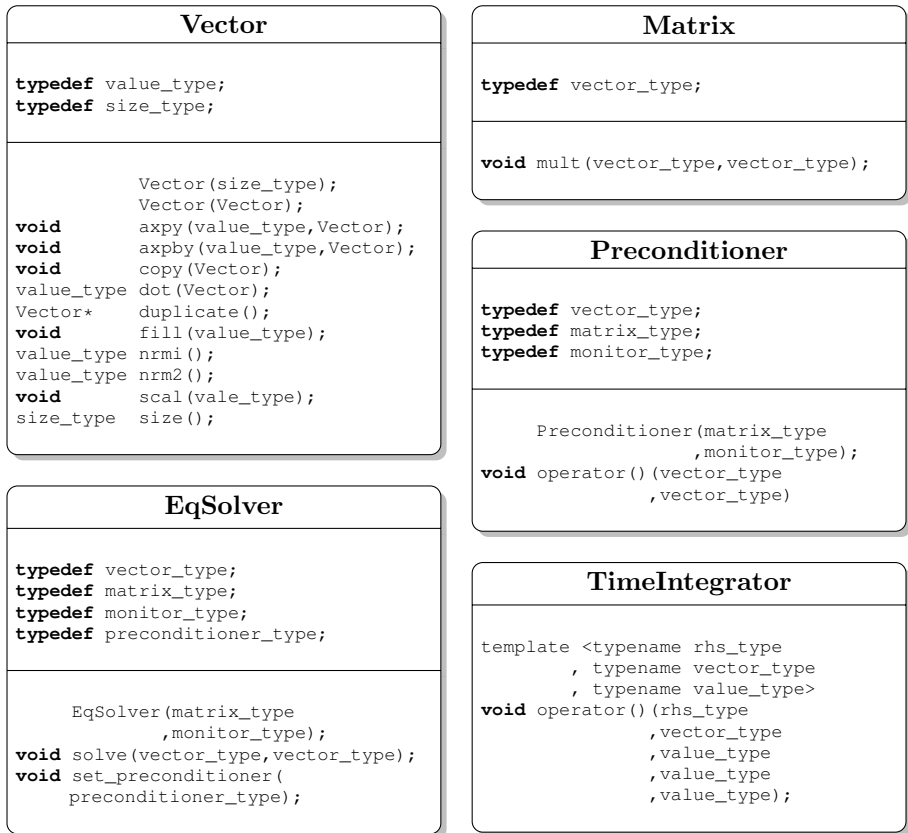 Vector
typedef value_type;
typedef size_type;
Vector(size_type);
Vector(Vector);
void axpy(value_type,Vector);
void axpby(value_type,Vector);
void copy(Vector);
value_type dot(Vector);
Vector* duplicate();
void fill(value_type);
value_type nrmi();
value_type nrm2();
void scal(vale_type);
size_type size();
EqSolver
typedef vector_type;
typedef matrix_type;
typedef monitor_type;
typedef preconditioner_type;
EqSolver(matrix_type
,monitor_type);
void solve(vector_type,vector_type);
void set_preconditioner(
preconditioner_type);
Matrix
typedef vector_type;
void mult(vector_type,vector_type);
Preconditioner
typedef vector_type;
typedef matrix_type;
typedef monitor_type;
Preconditioner(matrix_type
,monitor_type);
void operator()(vector_type
,vector_type)
TimeIntegrator
template <typename rhs_type
, typename vector_type
, typename value_type>
void operator()(rhs_type
,vector_type
,value_type
,value_type
,value_type);